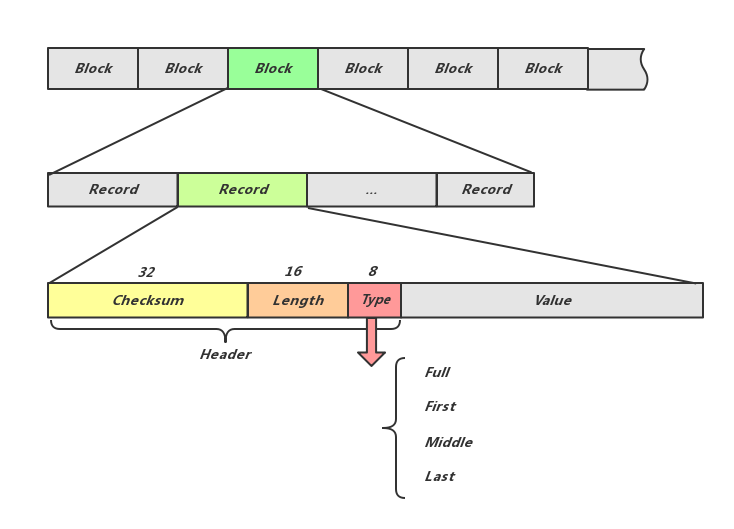 Block Block Block Block Block Block
Record Record ... Record
32 16 8
Checksum Length Type Value
Header
Full
First
Middle
Last